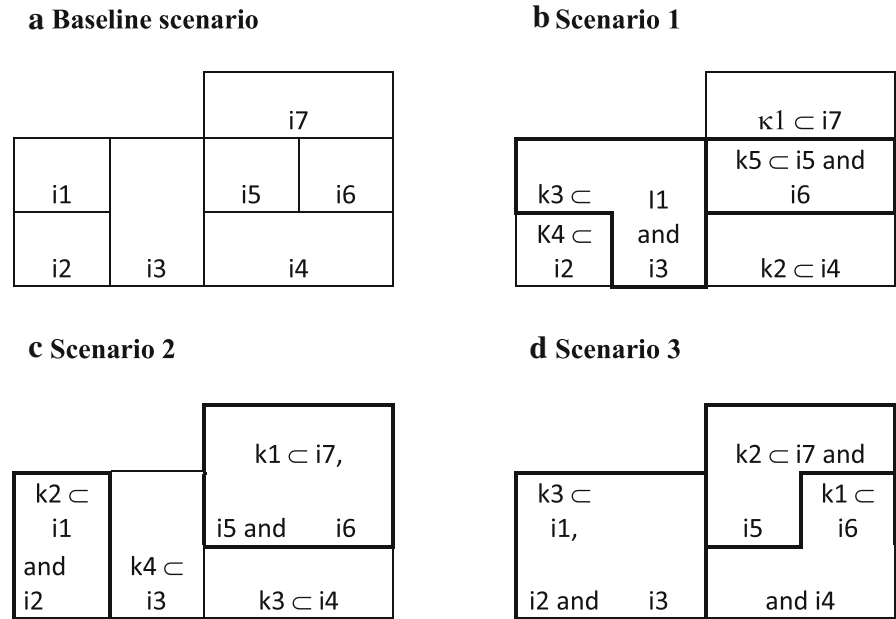 a Baseline scenario
i7
i1
i5
i6
i2
i3
i4
b Scenario 1
κ1 ⊂ i7
k5 ⊂ i5 and
i6
k3 ⊂
I1
and
i3
K4 ⊂
i2
k2 ⊂ i4
c Scenario 2
k1 ⊂ i7,
i5 and i6
k2 ⊂
i1
and
i2
k4 ⊂
i3
k3 ⊂ i4
d Scenario 3
k2 ⊂ i7 and
i5
k3 ⊂
i1,
i2 and i3
k1 ⊂
i6
and i4